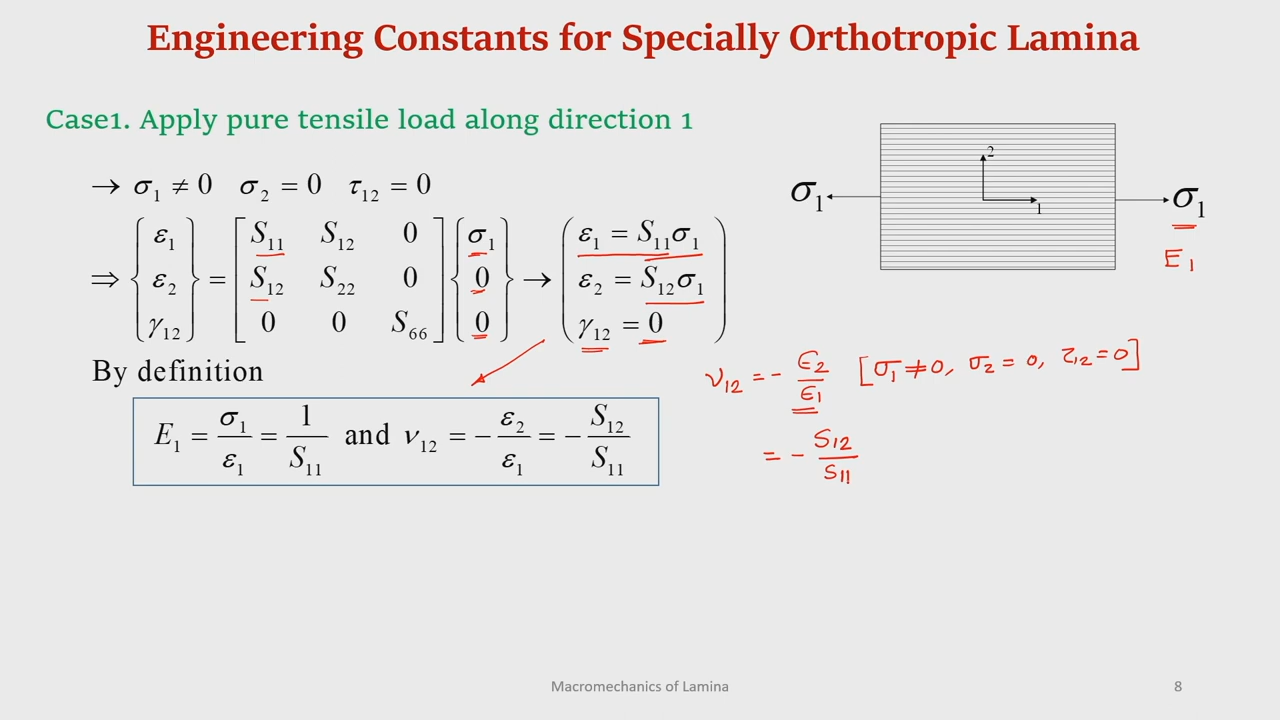 Engineering Constants for Specially Orthotropic Lamina
Case1. Apply pure tensile load along direction 1
→ σ₁ ≠ 0 σ₂ = 0 τ₁₂ = 0
⇒ { ε₁ ε₂ γ₁₂ } = [ S₁₁ S₁₂ 0 ; S₁₂ S₂₂ 0 ; 0 0 S₆₆ ] { σ₁ 0 0 } → ( ε₁ = S₁₁σ₁ ; ε₂ = S₁₂σ₁ ; γ₁₂ = 0 )
σ₁ 2 1 σ₁
E₁
By definition
E₁ = σ₁/ε₁ = 1/S₁₁ and ν₁₂ = − ε₂/ε₁ = − S₁₂/S₁₁
ν₁₂ = − ε₂/ε₁ [σ₁ ≠ 0, σ₂ = 0, τ₁₂ = 0]
= − S₁₂/S₁₁
Macromechanics of Lamina
8